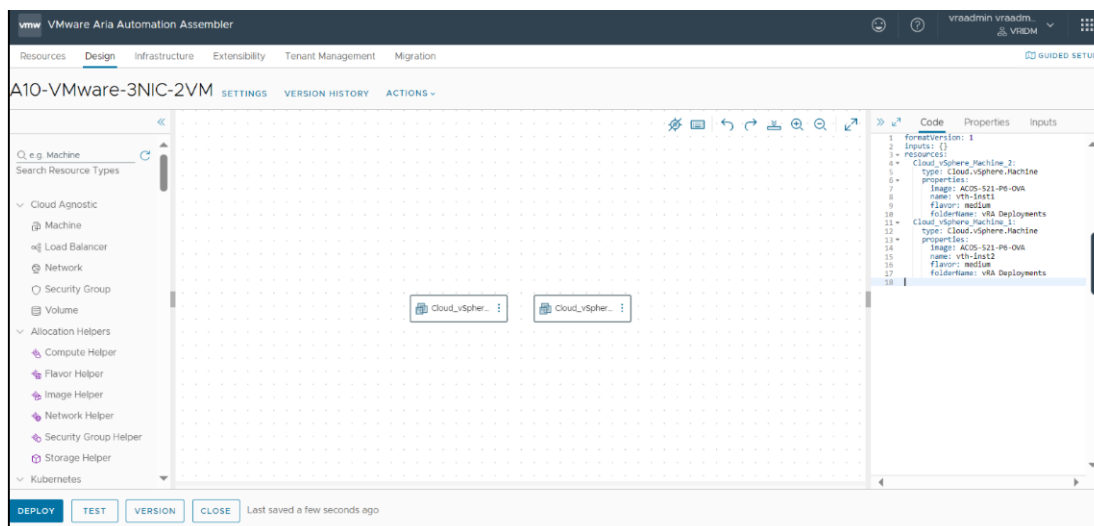 vmw VMware Aria Automation Assembler
vraadmin vraadm...
VRIDM
Resources Design Infrastructure Extensibility Tenant Management Migration
GUIDED SETU
A10-VMware-3NIC-2VM SETTINGS VERSION HISTORY ACTIONS
e.g. Machine
Search Resource Types
Cloud Agnostic
Machine
Load Balancer
Network
Security Group
Volume
Allocation Helpers
Compute Helper
Flavor Helper
Image Helper
Network Helper
Security Group Helper
Storage Helper
Kubernetes
Cloud_vSpher...
Cloud_vSpher...
Code Properties Inputs
1 formatVersion: 1
2 inputs: {}
3 resources:
4 Cloud_vSphere_Machine_2:
5 type: Cloud.vSphere.Machine
6 properties:
7 image: ACOS-521-P6-OVA
8 name: vth-inst1
9 flavor: medium
10 folderName: vRA Deployments
11 Cloud_vSphere_Machine_1:
12 type: Cloud.vSphere.Machine
13 properties:
14 image: ACOS-521-P6-OVA
15 name: vth-inst2
16 flavor: medium
17 folderName: vRA Deployments
18
DEPLOY TEST VERSION CLOSE Last saved a few seconds ago